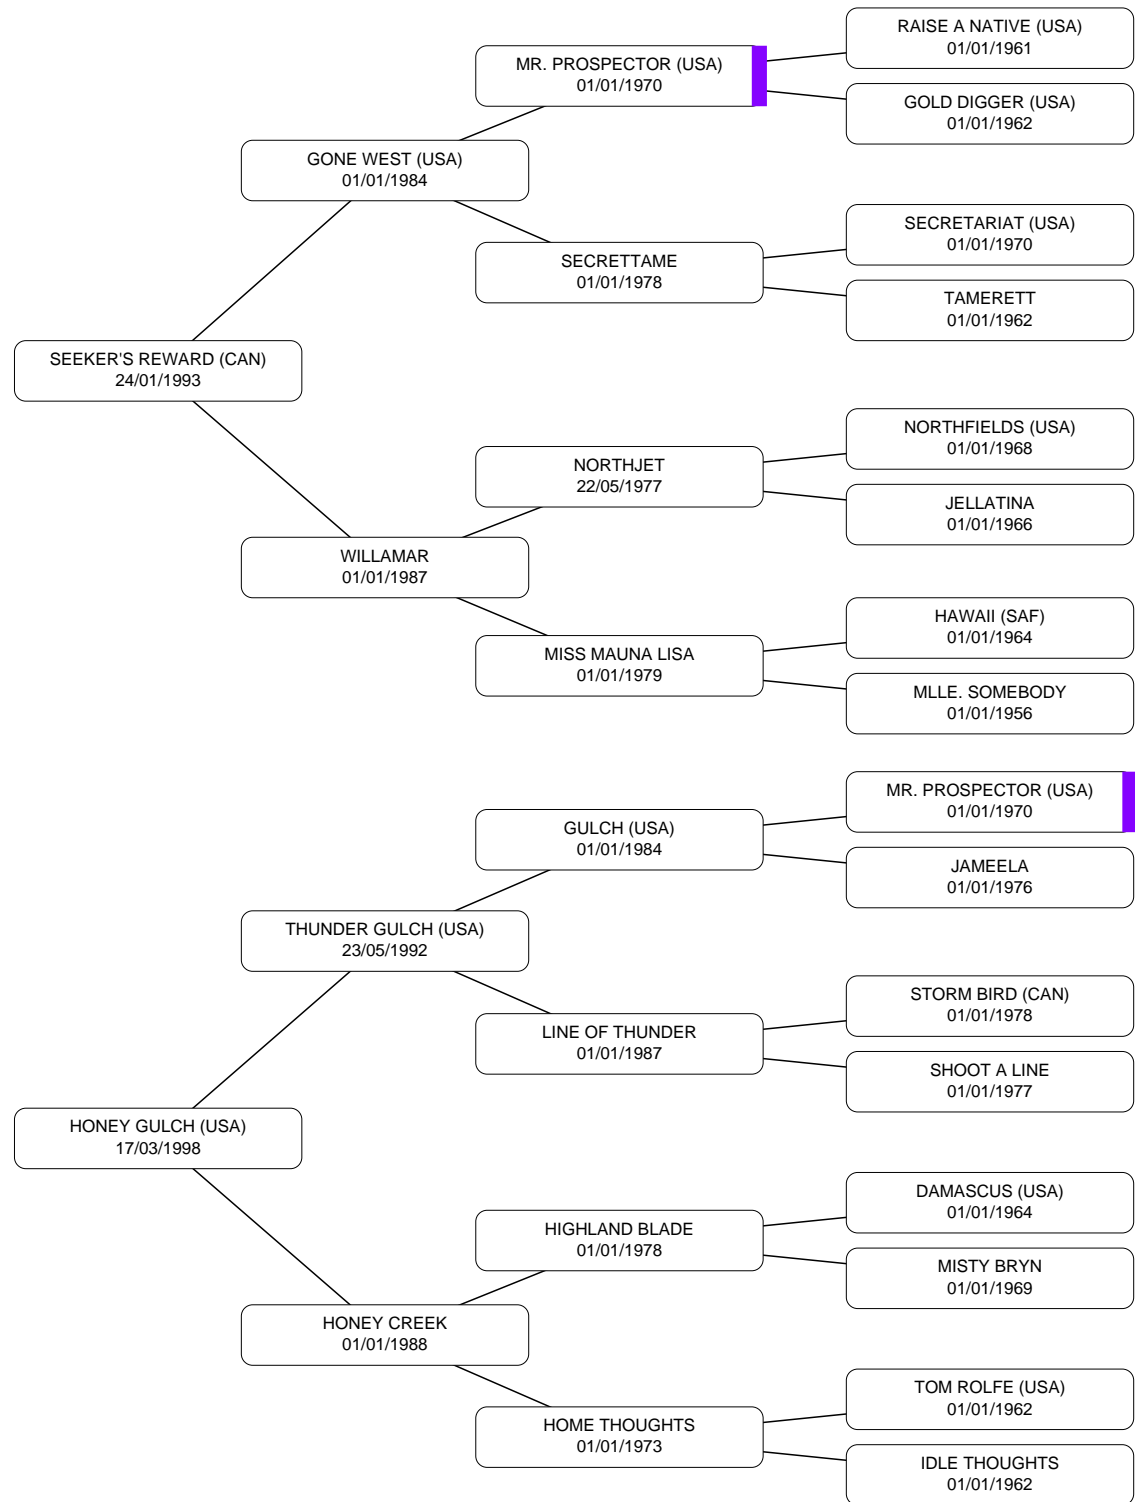 RAISE A NATIVE (USA)
01/01/1961
MR. PROSPECTOR (USA)
01/01/1970
GOLD DIGGER (USA)
01/01/1962
GONE WEST (USA)
01/01/1984
SECRETARIAT (USA)
01/01/1970
SECRETTAME
01/01/1978
TAMERETT
01/01/1962
SEEKER'S REWARD (CAN)
24/01/1993
NORTHFIELDS (USA)
01/01/1968
NORTHJET
22/05/1977
JELLATINA
01/01/1966
WILLAMAR
01/01/1987
HAWAII (SAF)
01/01/1964
MISS MAUNA LISA
01/01/1979
MLLE. SOMEBODY
01/01/1956
MR. PROSPECTOR (USA)
01/01/1970
GULCH (USA)
01/01/1984
JAMEELA
01/01/1976
THUNDER GULCH (USA)
23/05/1992
STORM BIRD (CAN)
01/01/1978
LINE OF THUNDER
01/01/1987
SHOOT A LINE
01/01/1977
HONEY GULCH (USA)
17/03/1998
DAMASCUS (USA)
01/01/1964
HIGHLAND BLADE
01/01/1978
MISTY BRYN
01/01/1969
HONEY CREEK
01/01/1988
TOM ROLFE (USA)
01/01/1962
HOME THOUGHTS
01/01/1973
IDLE THOUGHTS
01/01/1962